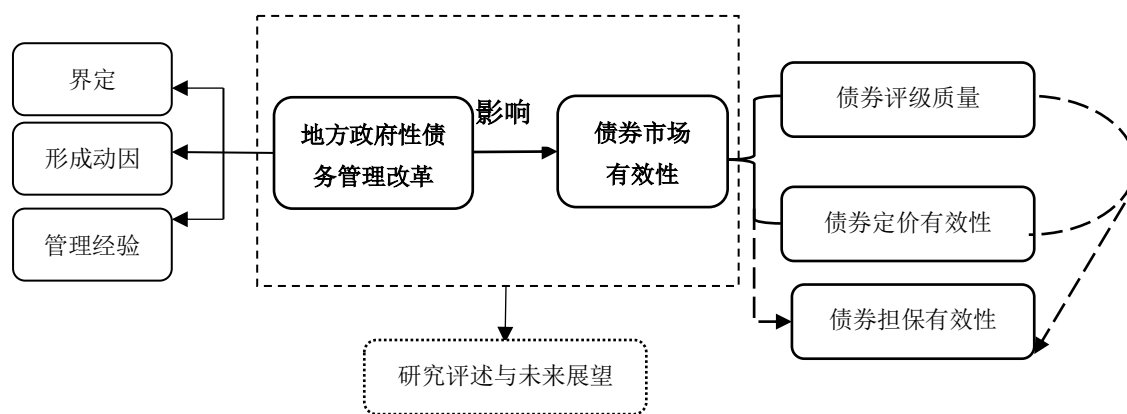 界定
形成动因
管理经验
地方政府性债
务管理改革
影响
债券市场
有效性
债券评级质量
债券定价有效性
债券担保有效性
研究评述与未来展望